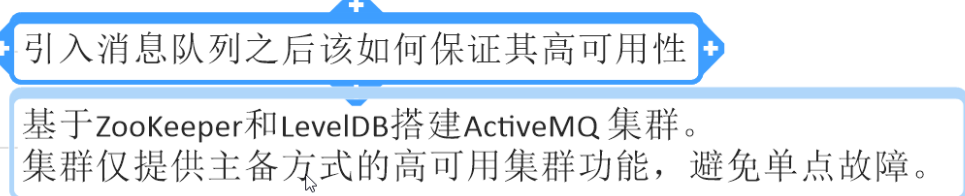 引入消息队列之后该如何保证其高可用性
基于ZooKeeper和LevelDB搭建ActiveMQ集群。
集群仅提供主备方式的高可用集群功能，避免单点故障。